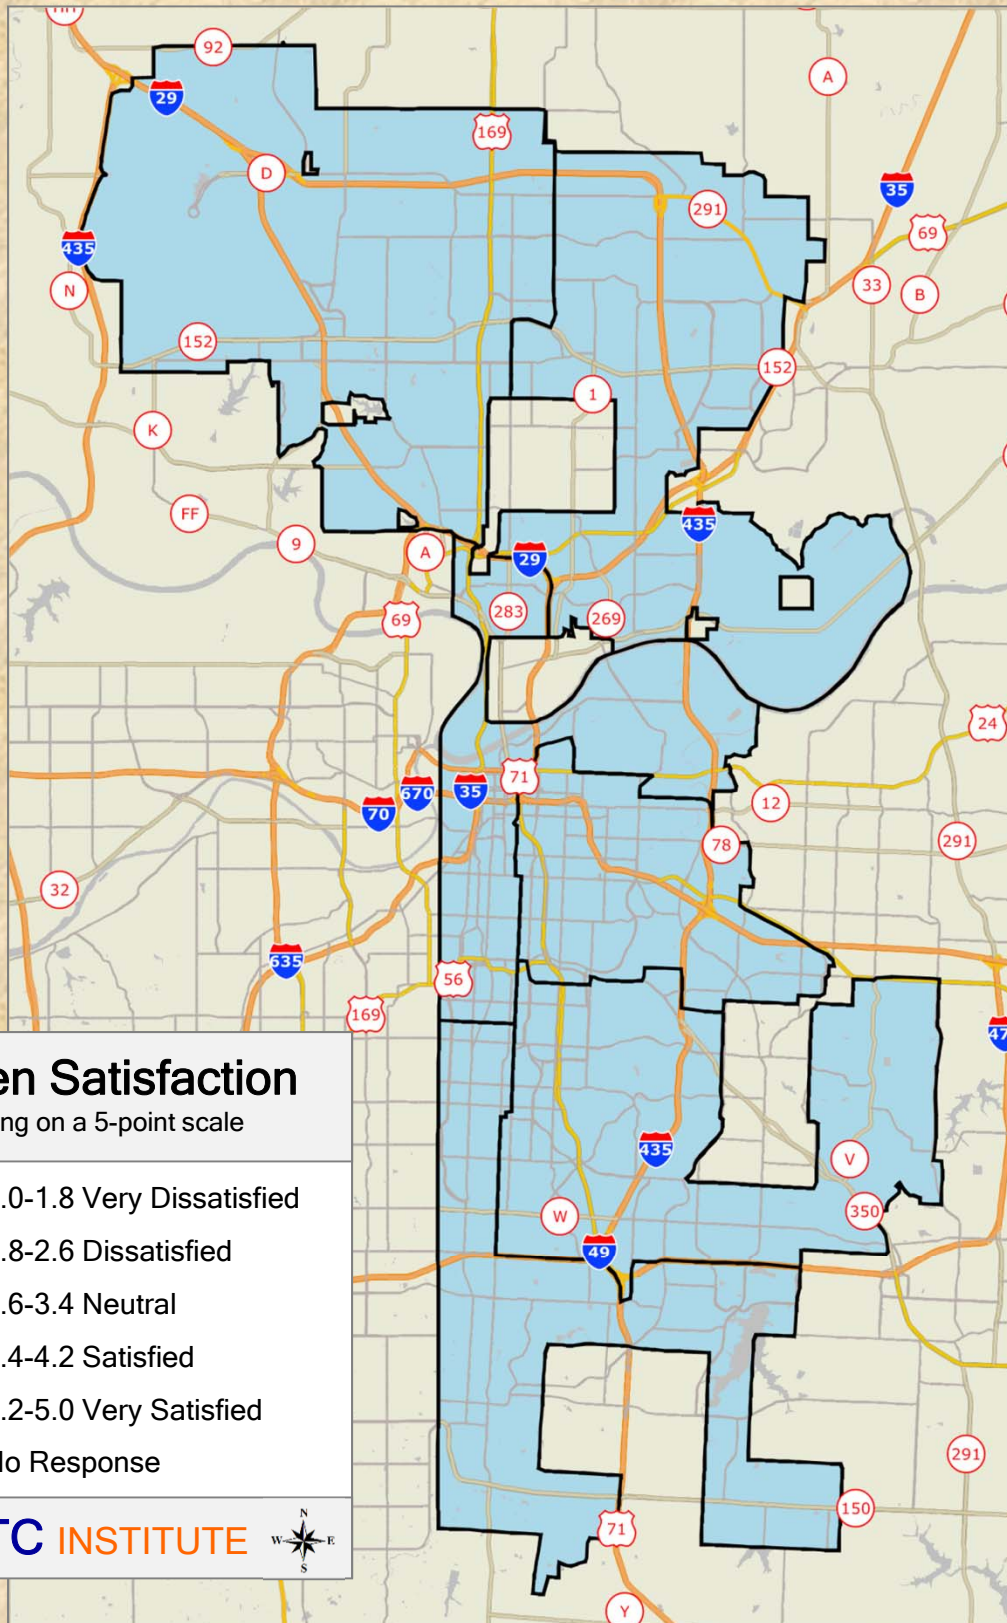 92
29
A
169
D
291
35
69
435
N
33
B
152
152
1
K
FF
435
9
A
29
283
269
69
24
71
670
35
70
12
78
291
32
635
56
169
47
en Satisfaction
ng on a 5-point scale
.0-1.8 Very Dissatisfied
.8-2.6 Dissatisfied
.6-3.4 Neutral
.4-4.2 Satisfied
.2-5.0 Very Satisfied
lo Response
TC INSTITUTE
N
W E
S
435
V
350
W
49
291
150
71
Y